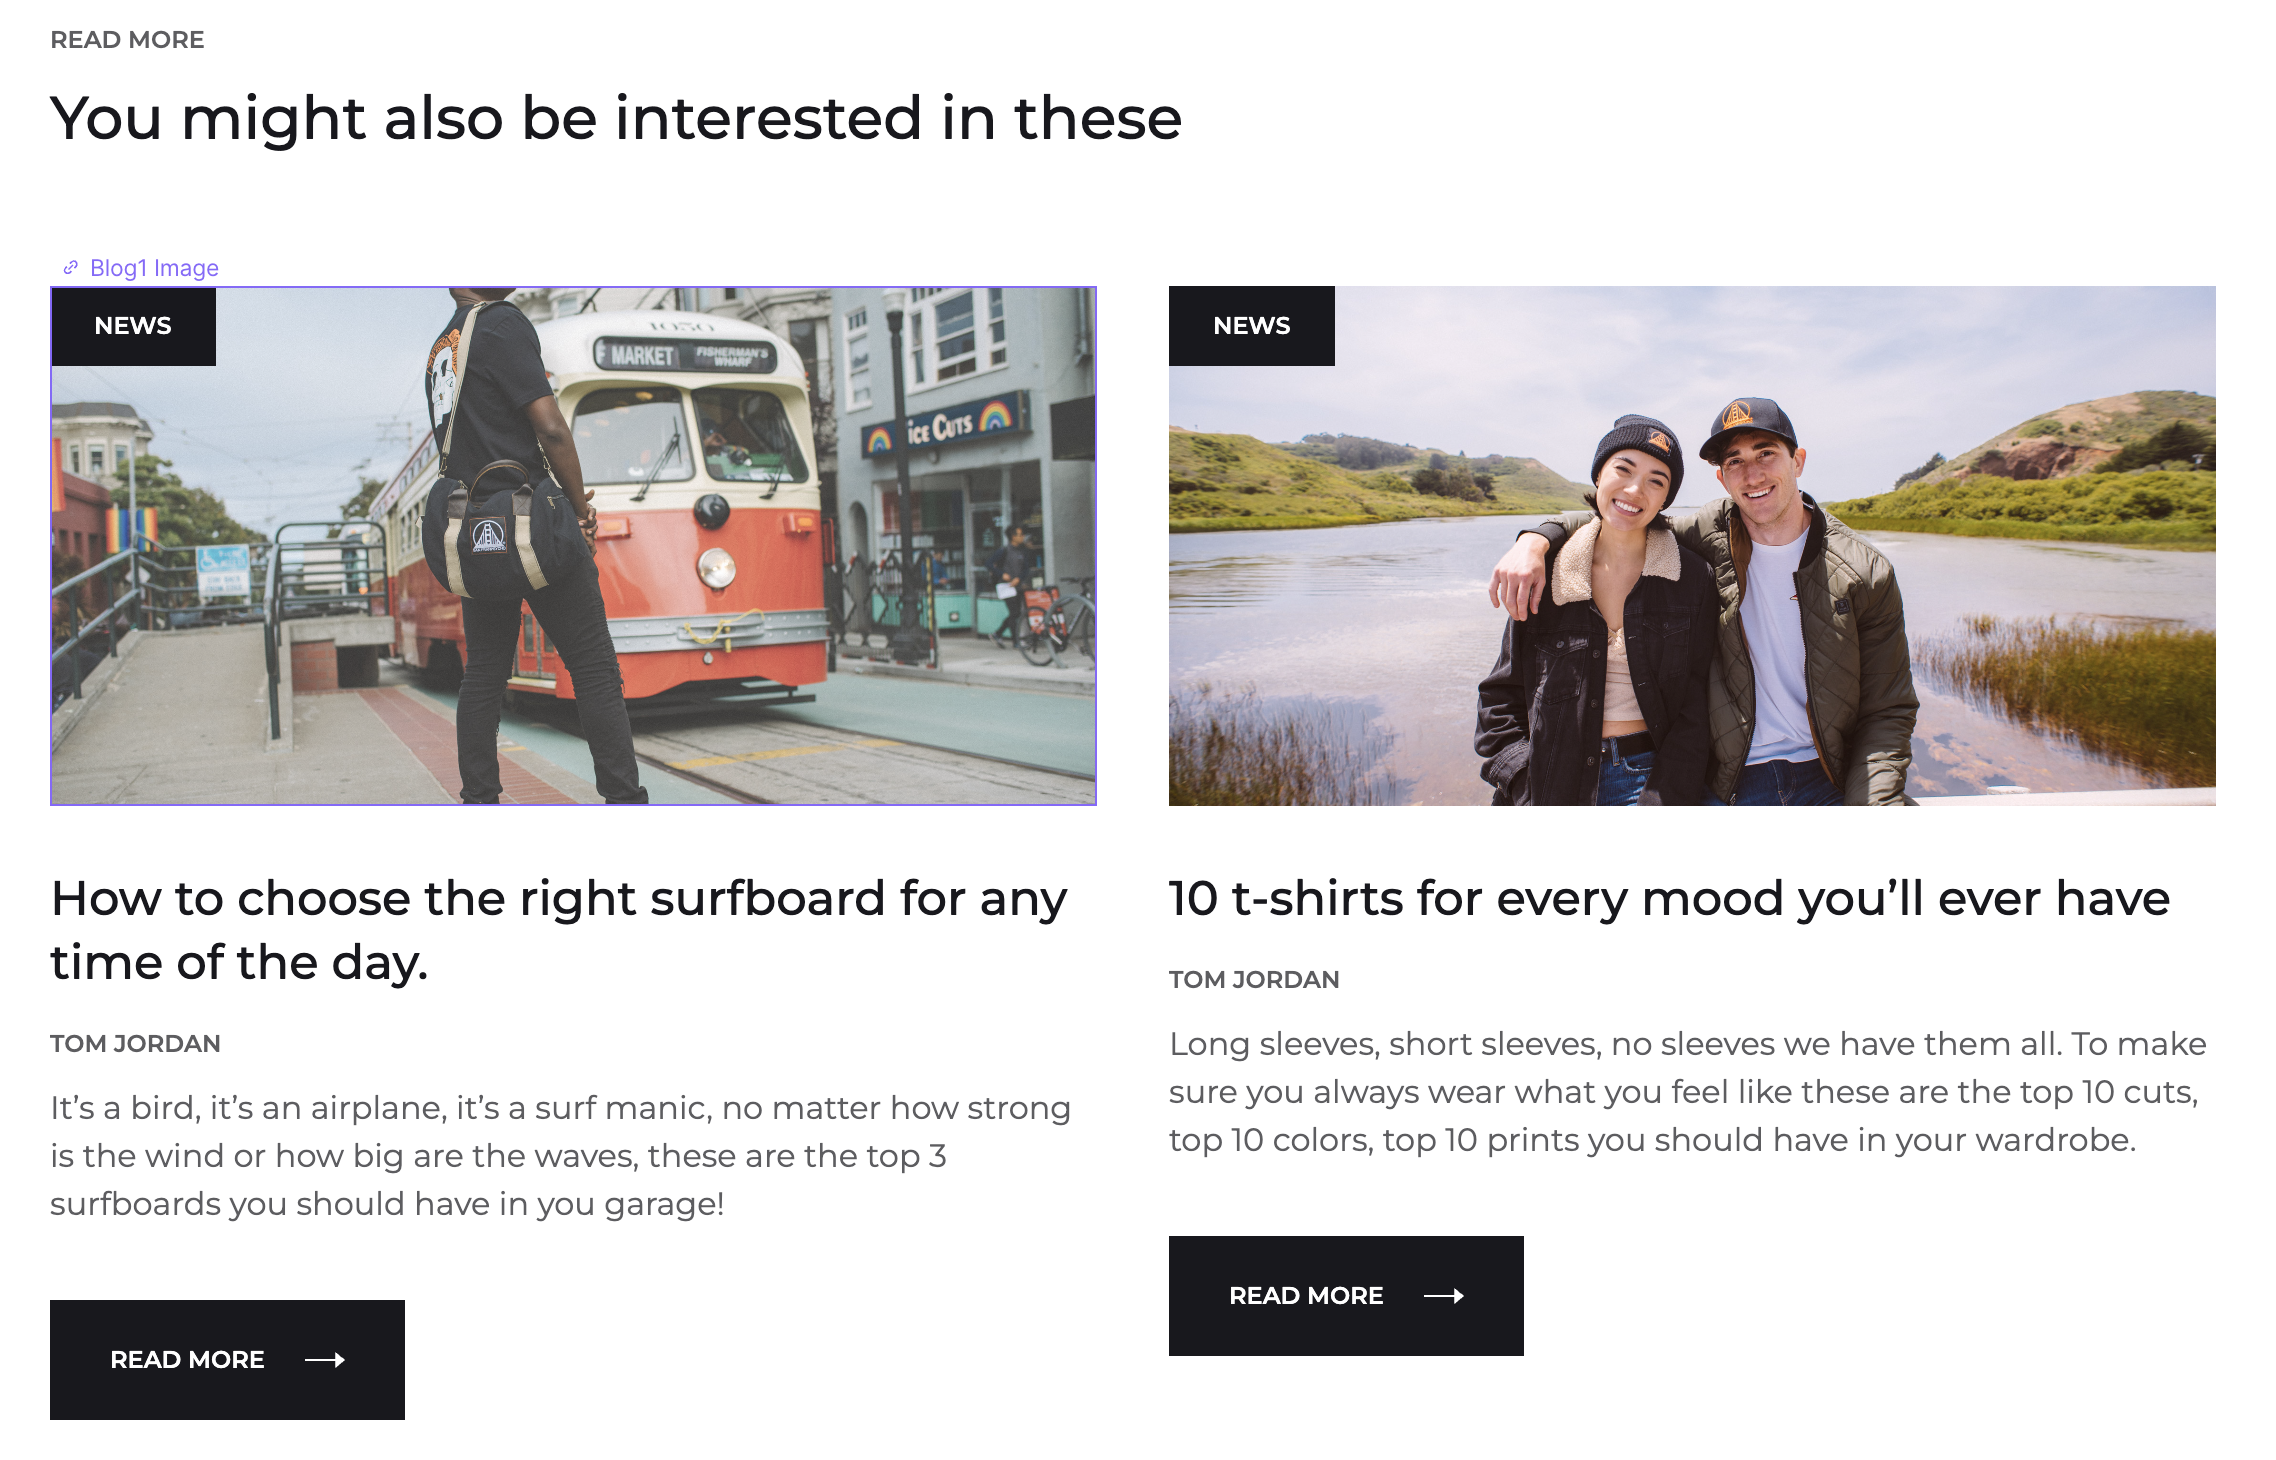 READ MORE
You might also be interested in these
Blog1 Image
NEWS
1050
F MARKET FISHERMAN'S WHARF
ICE CUTS
NEWS
How to choose the right surfboard for any
time of the day.
TOM JORDAN
It’s a bird, it’s an airplane, it’s a surf manic, no matter how strong
is the wind or how big are the waves, these are the top 3
surfboards you should have in you garage!
READ MORE
10 t-shirts for every mood you’ll ever have
TOM JORDAN
Long sleeves, short sleeves, no sleeves we have them all. To make
sure you always wear what you feel like these are the top 10 cuts,
top 10 colors, top 10 prints you should have in your wardrobe.
READ MORE